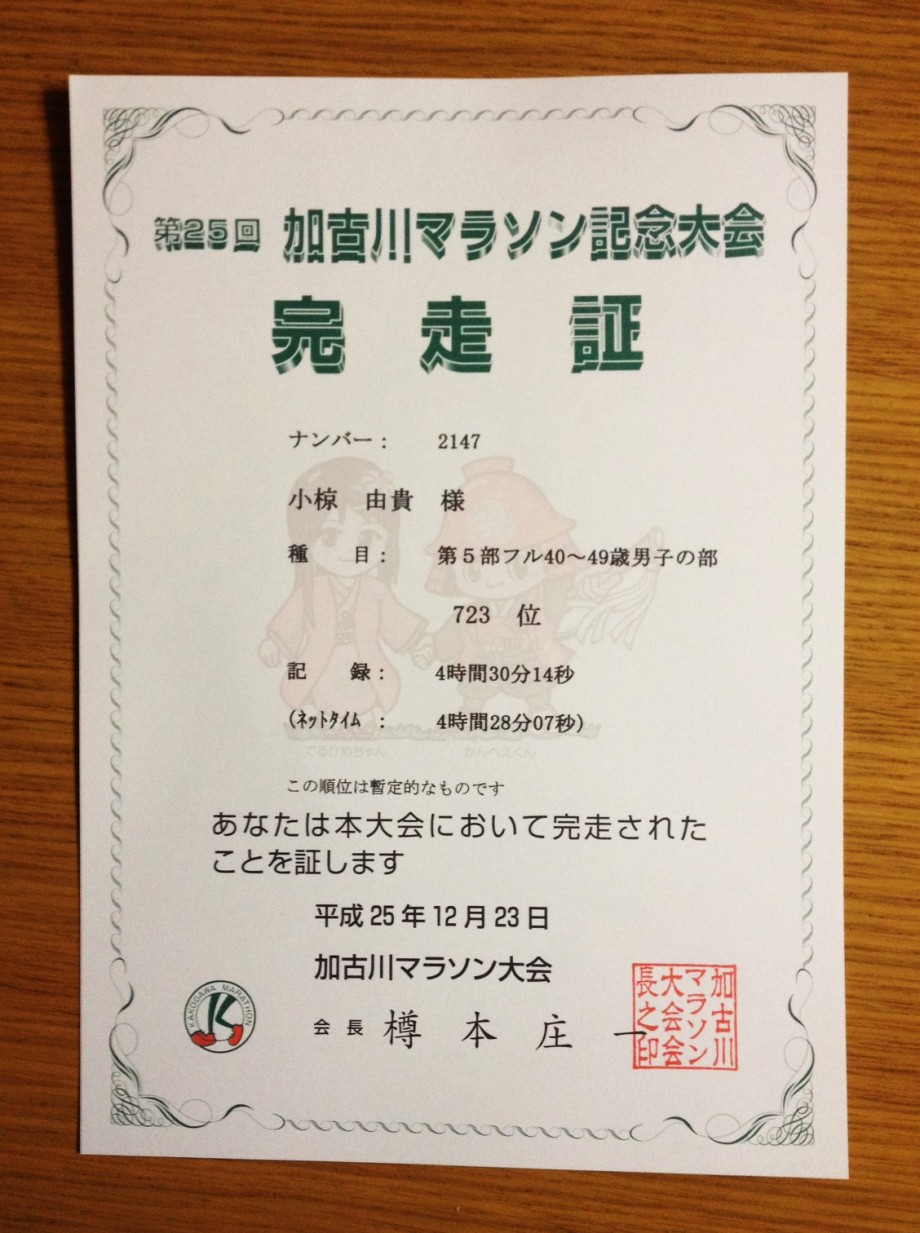 第25回 加古川マラソン記念大会
完走証
ナンバー： 2147
小椋 由貴 様
種目： 第５部フル40～49歳男子の部
723 位
記録： 4時間30分14秒
(ﾈｯﾄﾀｲﾑ ： 4時間28分07秒)
てるひめちゃん かんべえくん
この順位は暫定的なものです
あなたは本大会において完走された
ことを証します
平成25年12月23日
加古川マラソン大会
会長 樽本庄一
KAKOGAWA MARATHON
加古川
マラソン
大会会
長之印